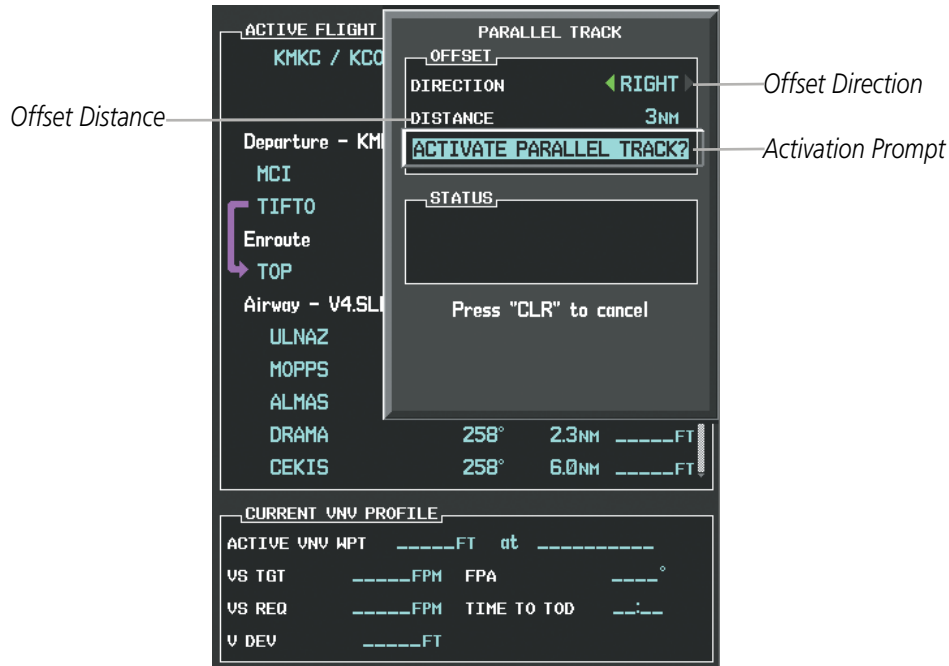 ACTIVE FLIGHT
KMKC / KCO
PARALLEL TRACK
OFFSET
DIRECTION RIGHT
Offset Direction
DISTANCE 3NM
Offset Distance
ACTIVATE PARALLEL TRACK?
Activation Prompt
STATUS
Press "CLR" to cancel
Departure - KM
MCI
TIFTO
Enroute
TOP
Airway - V4.SL
ULNAZ
MOPPS
ALMAS
DRAMA 258° 2.3NM _____FT
CEKIS 258° 6.0NM _____FT
CURRENT VNV PROFILE
ACTIVE VNV WPT _____FT at __________
VS TGT _____FPM FPA ____°
VS REQ _____FPM TIME TO TOD __:__
V DEV _____FT